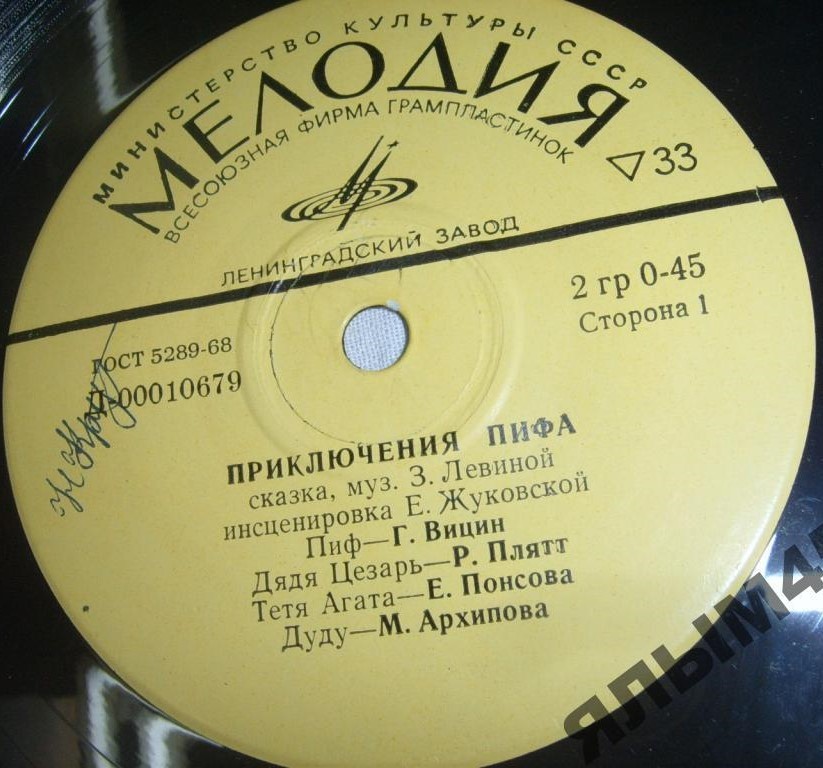 МИНИСТЕРСТВО КУЛЬТУРЫ СССР
МЕЛОДИЯ
ВСЕСОЮЗНАЯ ФИРМА ГРАМПЛАСТИНОК
33
ЛЕНИНГРАДСКИЙ ЗАВОД
2 гр 0-45
Сторона 1
ГОСТ 5289-68
Д-00010679
ПРИКЛЮЧЕНИЯ ПИФА
сказка, муз. З. Левиной
инсценировка Е. Жуковской
Пиф—Г. Вицин
Дядя Цезарь—Р. Плятт
Тетя Агата—Е. Понсова
Дуду—М. Архипова